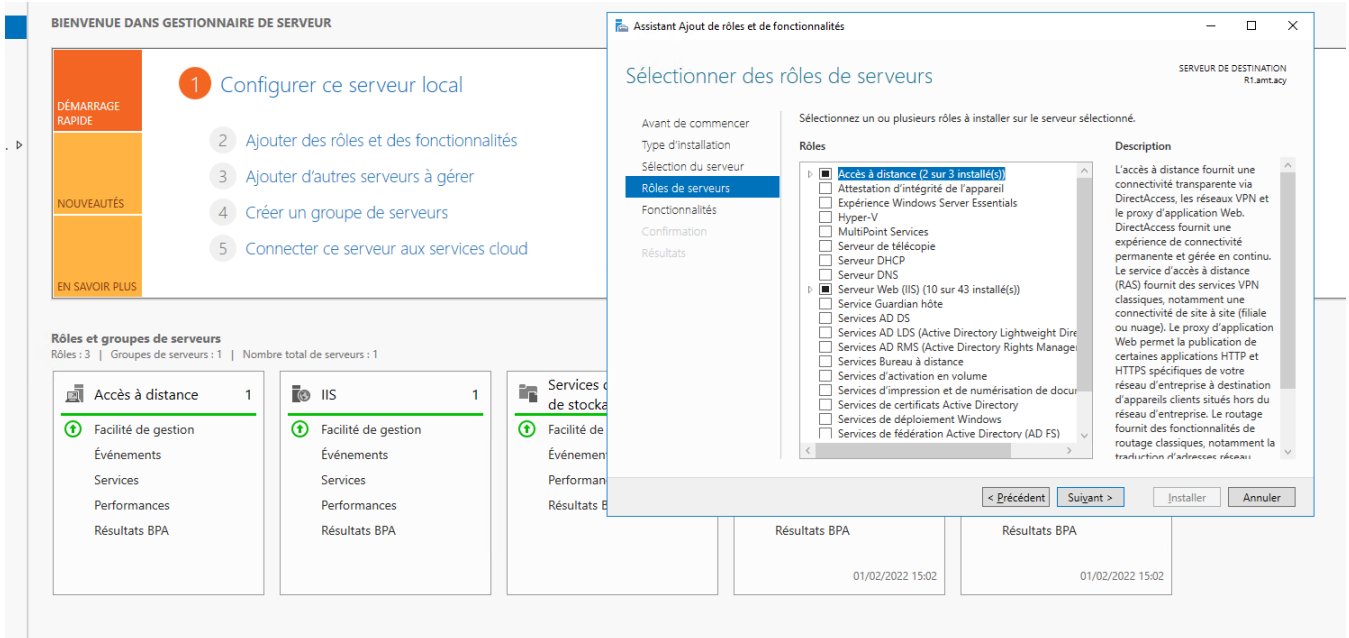 BIENVENUE DANS GESTIONNAIRE DE SERVEUR
DÉMARRAGE
RAPIDE
NOUVEAUTÉS
EN SAVOIR PLUS
1 Configurer ce serveur local
2 Ajouter des rôles et des fonctionnalités
3 Ajouter d'autres serveurs à gérer
4 Créer un groupe de serveurs
5 Connecter ce serveur aux services cloud
Rôles et groupes de serveurs
Rôles : 3 | Groupes de serveurs : 1 | Nombre total de serveurs : 1
Accès à distance 1
Facilité de gestion
Événements
Services
Performances
Résultats BPA
IIS 1
Facilité de gestion
Événements
Services
Performances
Résultats BPA
Services
de
Facilité de
Résultats
Résultats BPA
01/02/2022 15:02
Résultats BPA
01/02/2022 15:02
Assistant Ajout de rôles et de fonctionnalités
Sélectionner des rôles de serveurs
SERVEUR DE DESTINATION
R1.amt.acy
Avant de commencer
Type d'installation
Sélection du serveur
Rôles de serveurs
Fonctionnalités
Confirmation
Résultats
Sélectionnez un ou plusieurs rôles à installer sur le serveur sélectionné.
Rôles
Accès à distance (2 sur 3 installé(s))
Attestation d'intégrité de l'appareil
Expérience Windows Server Essentials
Hyper-V
MultiPoint Services
Serveur de télécopie
Serveur DHCP
Serveur DNS
Serveur Web (IIS) (10 sur 43 installé(s))
Service Guardian hôte
Services AD DS
Services AD LDS (Active Directory Lightweight Dire
Services AD RMS (Active Directory Rights Manage
Services Bureau à distance
Services d'activation en volume
Services d'impression et de numérisation de docu
Services de certificats Active Directory
Services de déploiement Windows
Services de fédération Active Directory (AD FS)
Description
L'accès à distance fournit une
connectivité transparente via
DirectAccess, les réseaux VPN et
le proxy d'application Web.
DirectAccess fournit une
expérience de connectivité
permanente et gérée en continu.
Le service d'accès à distance
(RAS) fournit des services VPN
classiques, notamment une
connectivité de site à site (filiale
ou nuage). Le proxy d'application
Web permet la publication de
certaines applications HTTP et
HTTPS spécifiques de votre
réseau d'entreprise à destination
d'appareils clients situés hors du
réseau d'entreprise. Le routage
fournit des fonctionnalités de
routage classiques, notamment la
traduction d'adresses réseau
< Précédent
Suivant >
Installer
Annuler